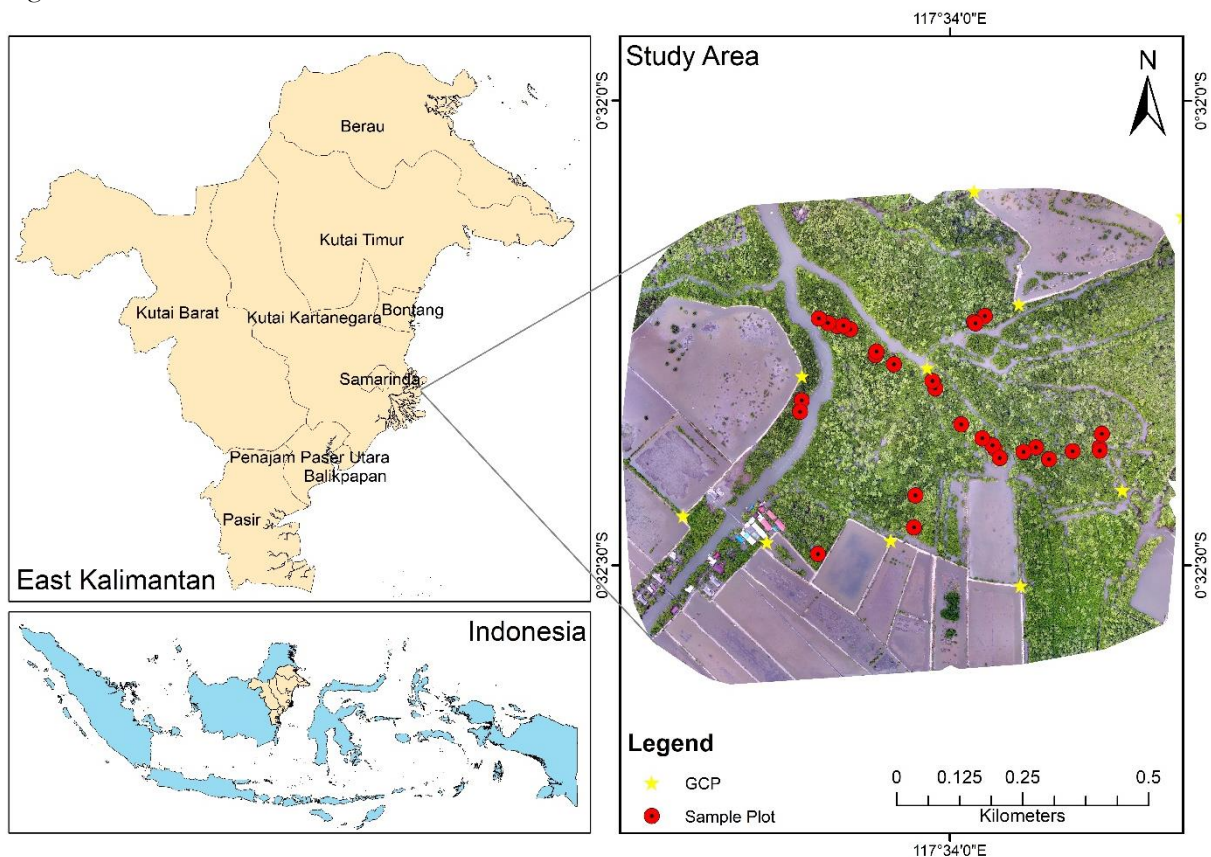 Berau
Kutai Timur
Kutai Barat
Kutai Kartanegara
Bontang
Samarinda
Penajam Paser Utara
Balikpapan
Pasir
East Kalimantan
Indonesia
117°34'0"E
Study Area
N
0°32'0"S
0°32'0"S
0°32'30"S
0°32'30"S
Legend
GCP
Sample Plot
0 0.125 0.25 0.5
Kilometers
117°34'0"E